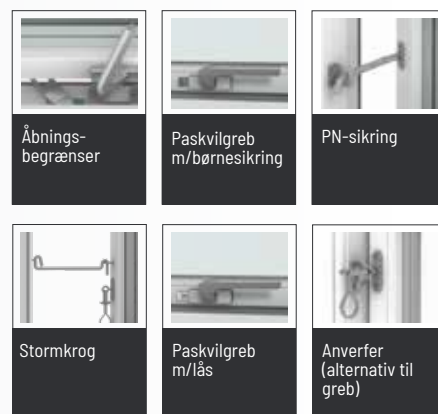 Åbnings-
begrænser
Paskvilgreb
m/børnesikring
PN-sikring
Stormkrog
Paskvilgreb
m/lås
Anverfer
(alternativ til
greb)